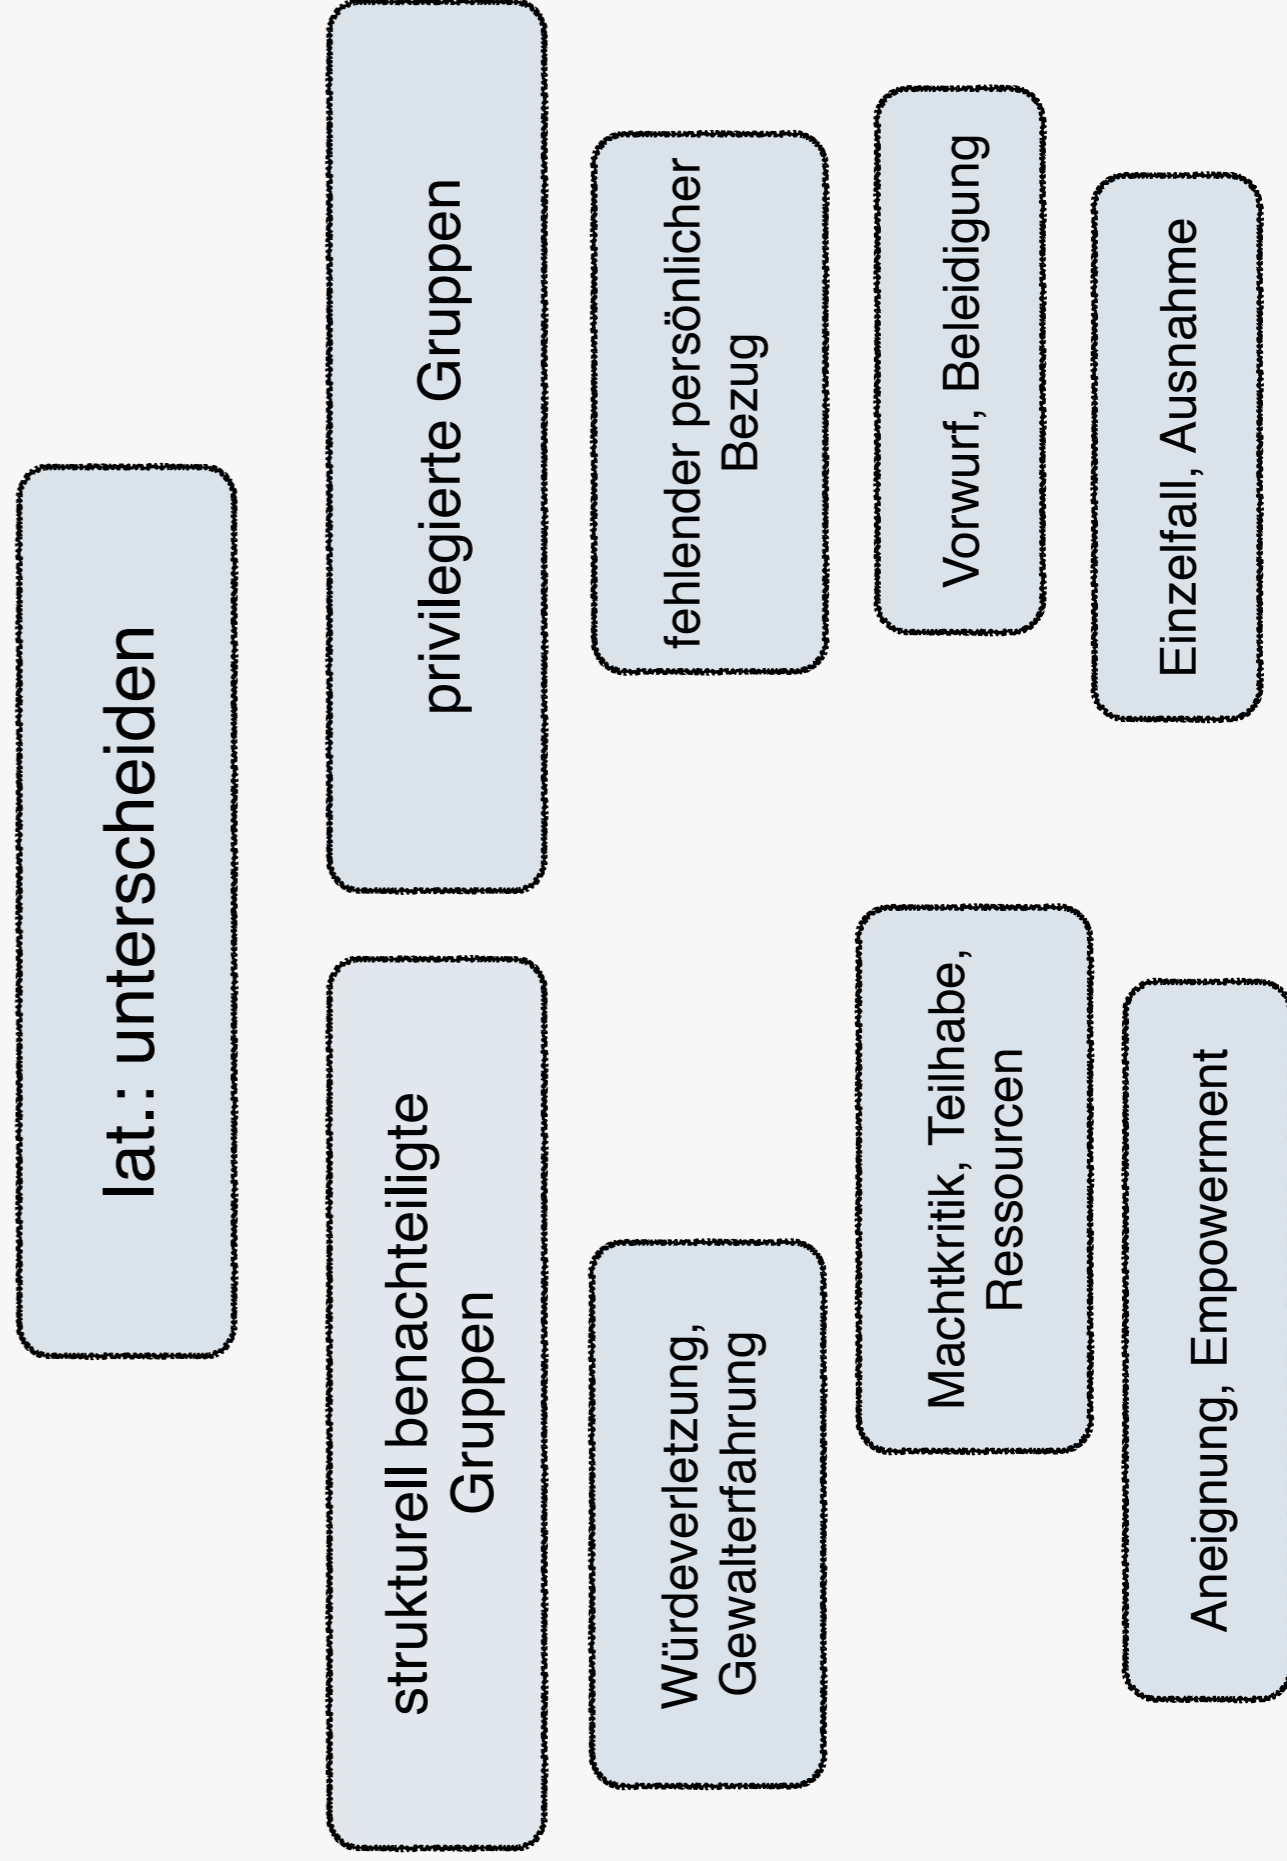 lat.: unterscheiden
strukturell benachteiligte
Gruppen
privilegierte Gruppen
Würdeverletzung,
Gewalterfahrung
fehlender persönlicher
Bezug
Machtkritik, Teilhabe,
Ressourcen
Vorwurf, Beleidigung
Aneignung, Empowerment
Einzelfall, Ausnahme